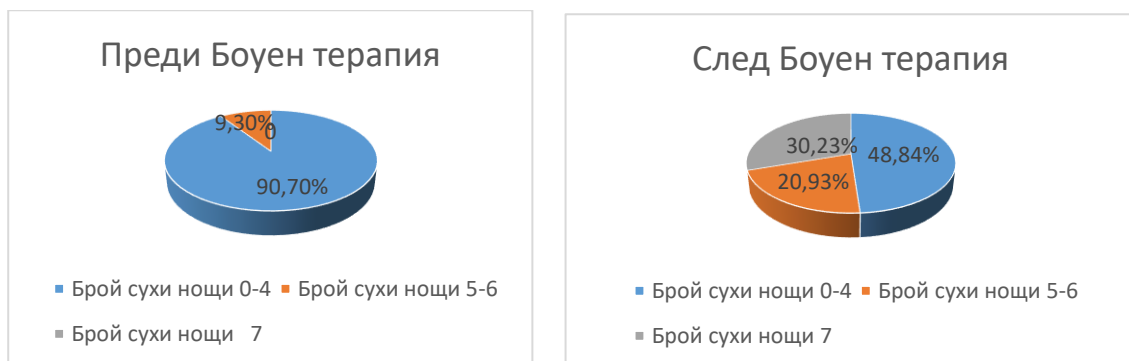 Преди Боуен терапия
9,30%
0
90,70%
Брой сухи нощи 0-4 Брой сухи нощи 5-6
Брой сухи нощи 7
След Боуен терапия
30,23%
48,84%
20,93%
Брой сухи нощи 0-4 Брой сухи нощи 5-6
Брой сухи нощи 7